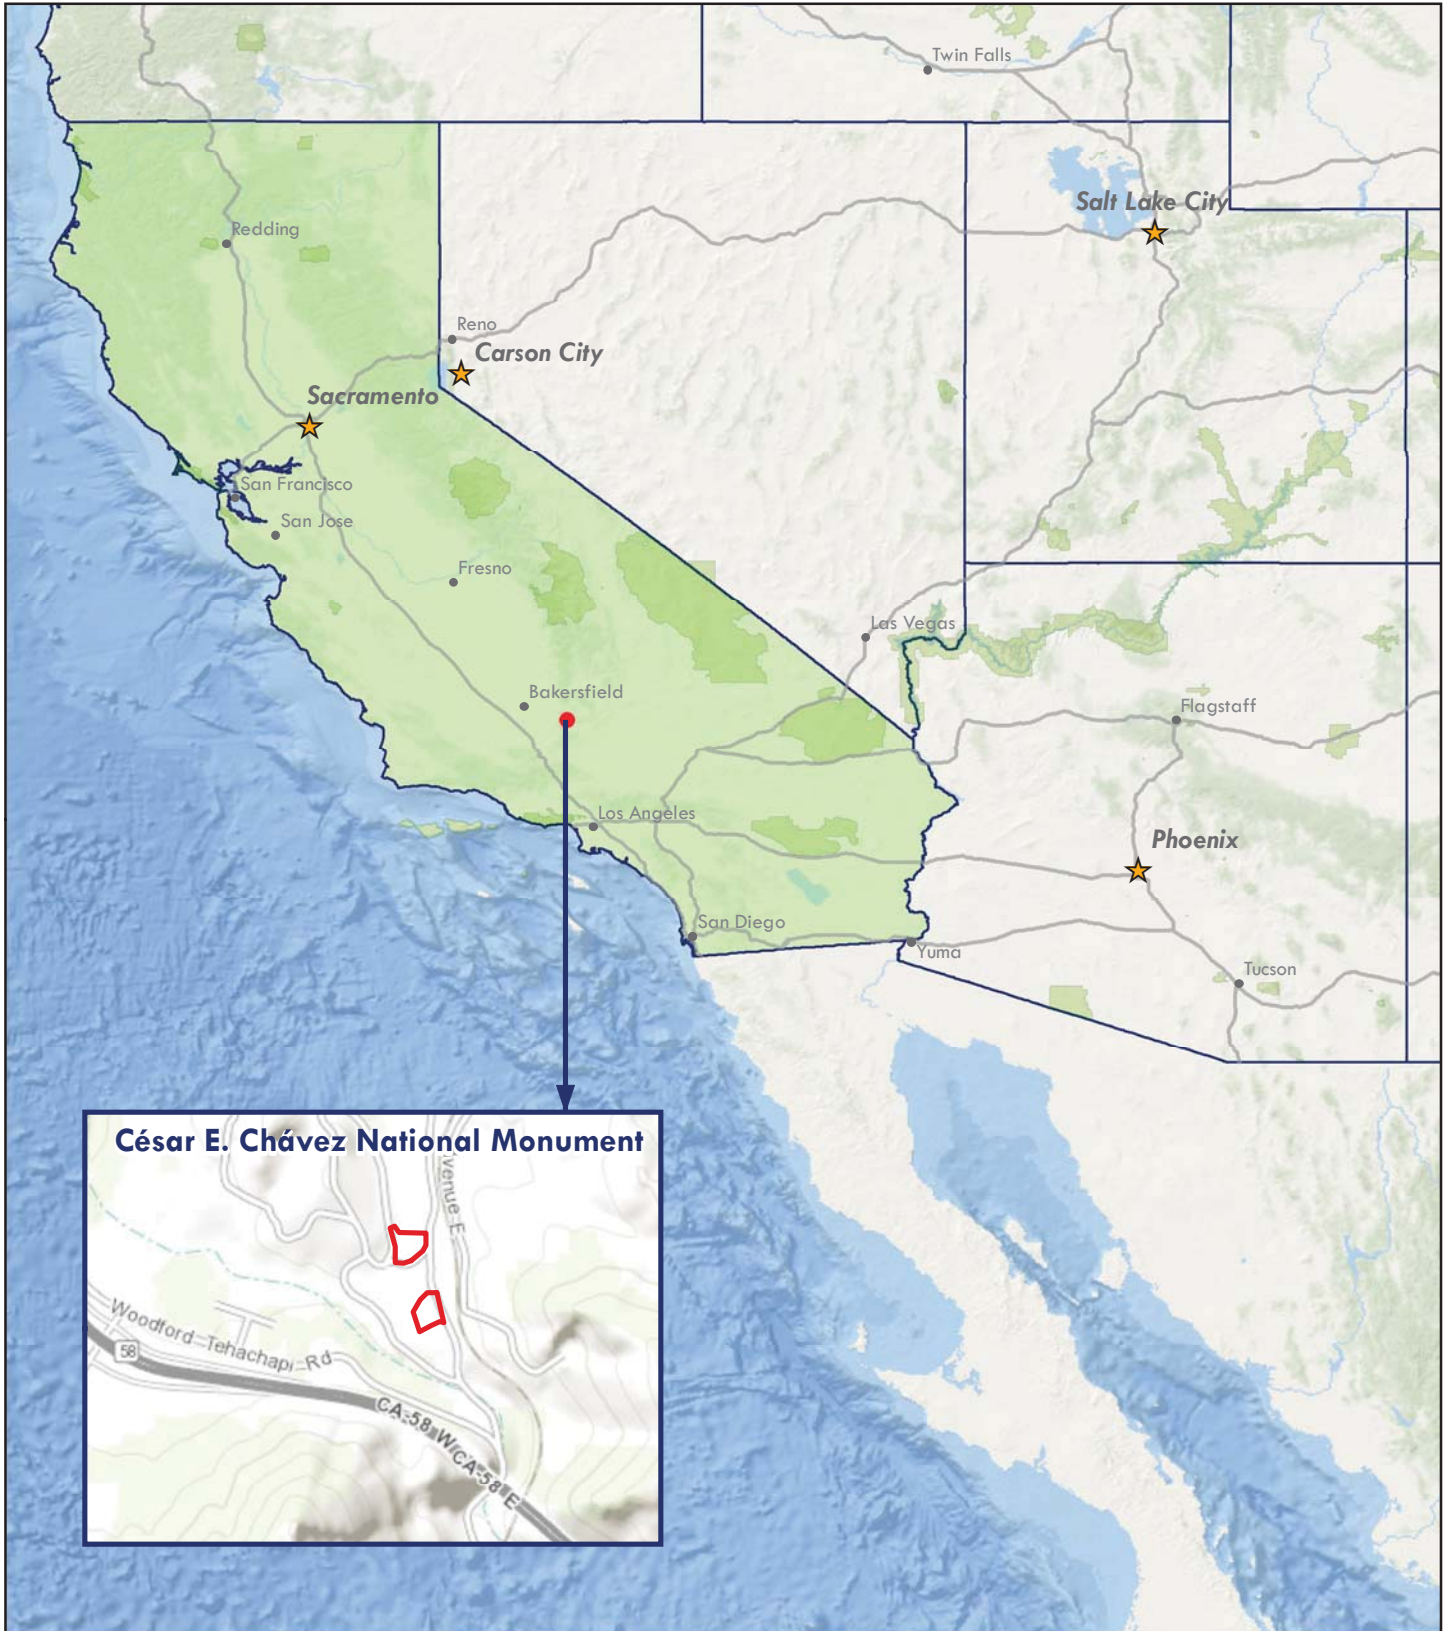 Twin Falls
Salt Lake City
Redding
Reno
Carson City
Sacramento
San Francisco
San Jose
Fresno
Las Vegas
Bakersfield
Flagstaff
Los Angeles
Phoenix
San Diego
Yuma
Tucson
César E. Chávez National Monument
venue E
Woodford-Tehachapi Rd
58
CA-58 W
CA-58 E